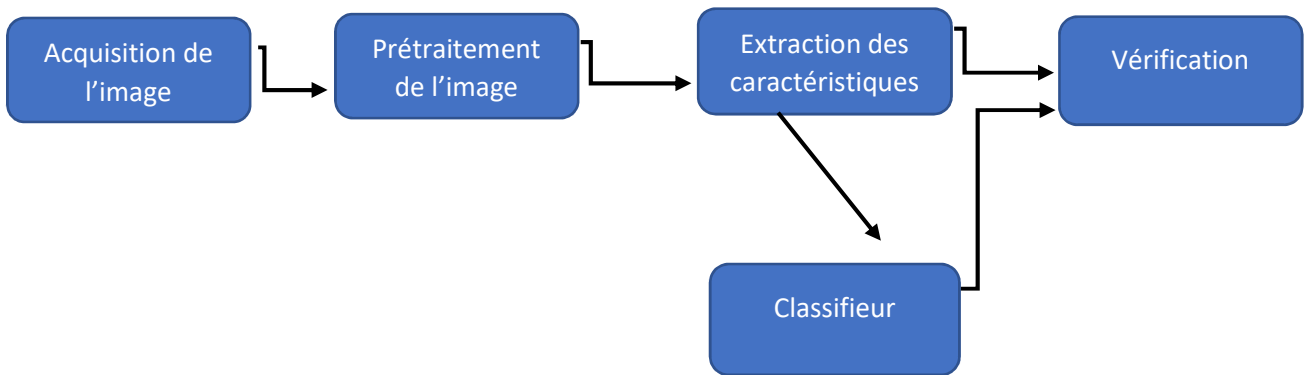 Acquisition de
l’image
Prétraitement
de l’image
Extraction des
caractéristiques
Vérification
Classifieur